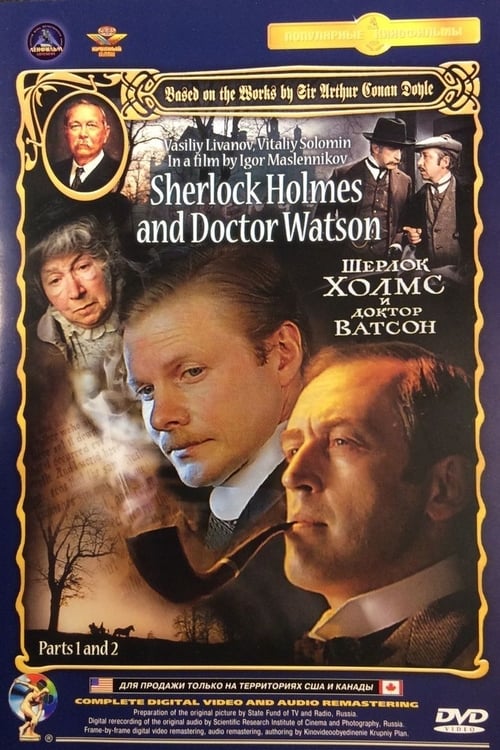 ЛЕНФИЛЬМ
КРУПНЫЙ ПЛАН
ПОПУЛЯРНЫЕ КИНОФИЛЬМЫ
Based on the Works by Sir Arthur Conan Doyle
Vasiliy Livanov, Vitaliy Solomin
In a film by Igor Maslennikov
Sherlock Holmes
and Doctor Watson
ШЕРЛОК
ХОЛМС
И
ДОКТОР
ВАТСОН
Parts 1 and 2
ДЛЯ ПРОДАЖИ ТОЛЬКО НА ТЕРРИТОРИЯХ США И КАНАДЫ
COMPLETE DIGITAL VIDEO AND AUDIO REMASTERING
Preparation of the original picture by State Fund of TV and Radio, Russia.
Digital rerecording of the original audio by Scientific Research Institute of Cinema and Photography, Russia.
Frame-by-frame digital video remastering, audio remastering, authoring by Kinovideoobyedinenie Krupniy Plan.
®
DVD
VIDEO